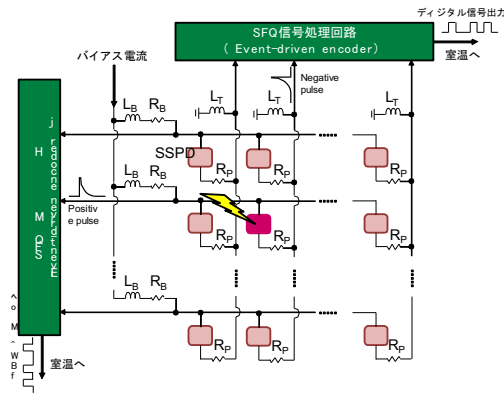 ディジタル信号出力
SFQ信号処理回路
( Event-driven encoder)
室温へ
バイアス電流
Negative
pulse
LT
LT
LT
LB
RB
SSPD
RP
RP
RP
LB
RB
Positiv
e pulse
RP
RP
RP
LB
RB
RP
RP
RP
室温へ